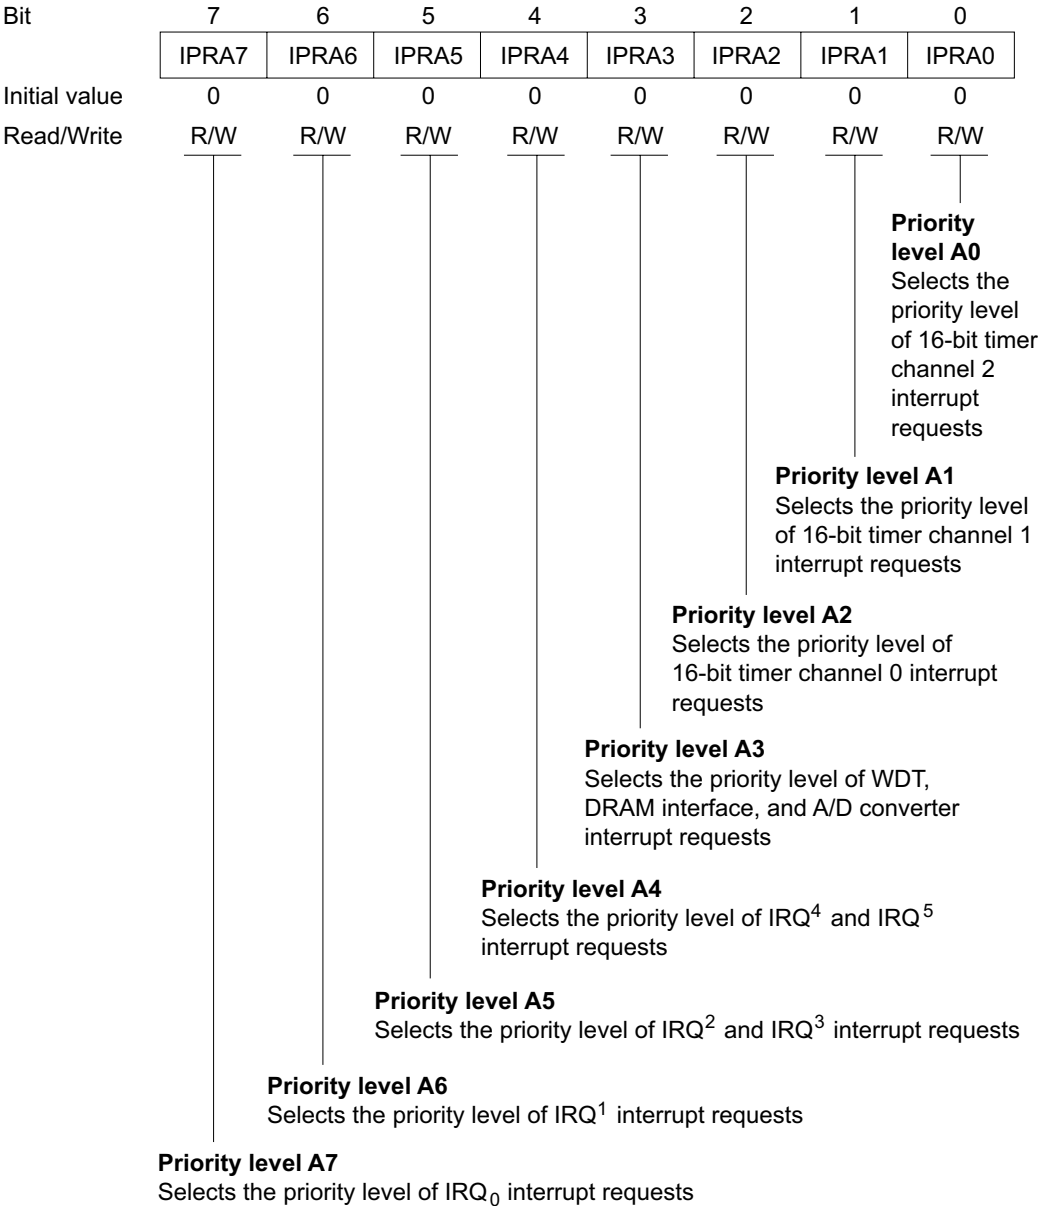 Bit 7 6 5 4 3 2 1 0
IPRA7 IPRA6 IPRA5 IPRA4 IPRA3 IPRA2 IPRA1 IPRA0
Initial value 0 0 0 0 0 0 0 0
Read/Write R/W R/W R/W R/W R/W R/W R/W R/W
Priority
level A0
Selects the
priority level
of 16-bit timer
channel 2
interrupt
requests
Priority level A1
Selects the priority level
of 16-bit timer channel 1
interrupt requests
Priority level A2
Selects the priority level of
16-bit timer channel 0 interrupt
requests
Priority level A3
Selects the priority level of WDT,
DRAM interface, and A/D converter
interrupt requests
Priority level A4
Selects the priority level of IRQ⁴ and IRQ⁵
interrupt requests
Priority level A5
Selects the priority level of IRQ² and IRQ³ interrupt requests
Priority level A6
Selects the priority level of IRQ¹ interrupt requests
Priority level A7
Selects the priority level of IRQ₀ interrupt requests